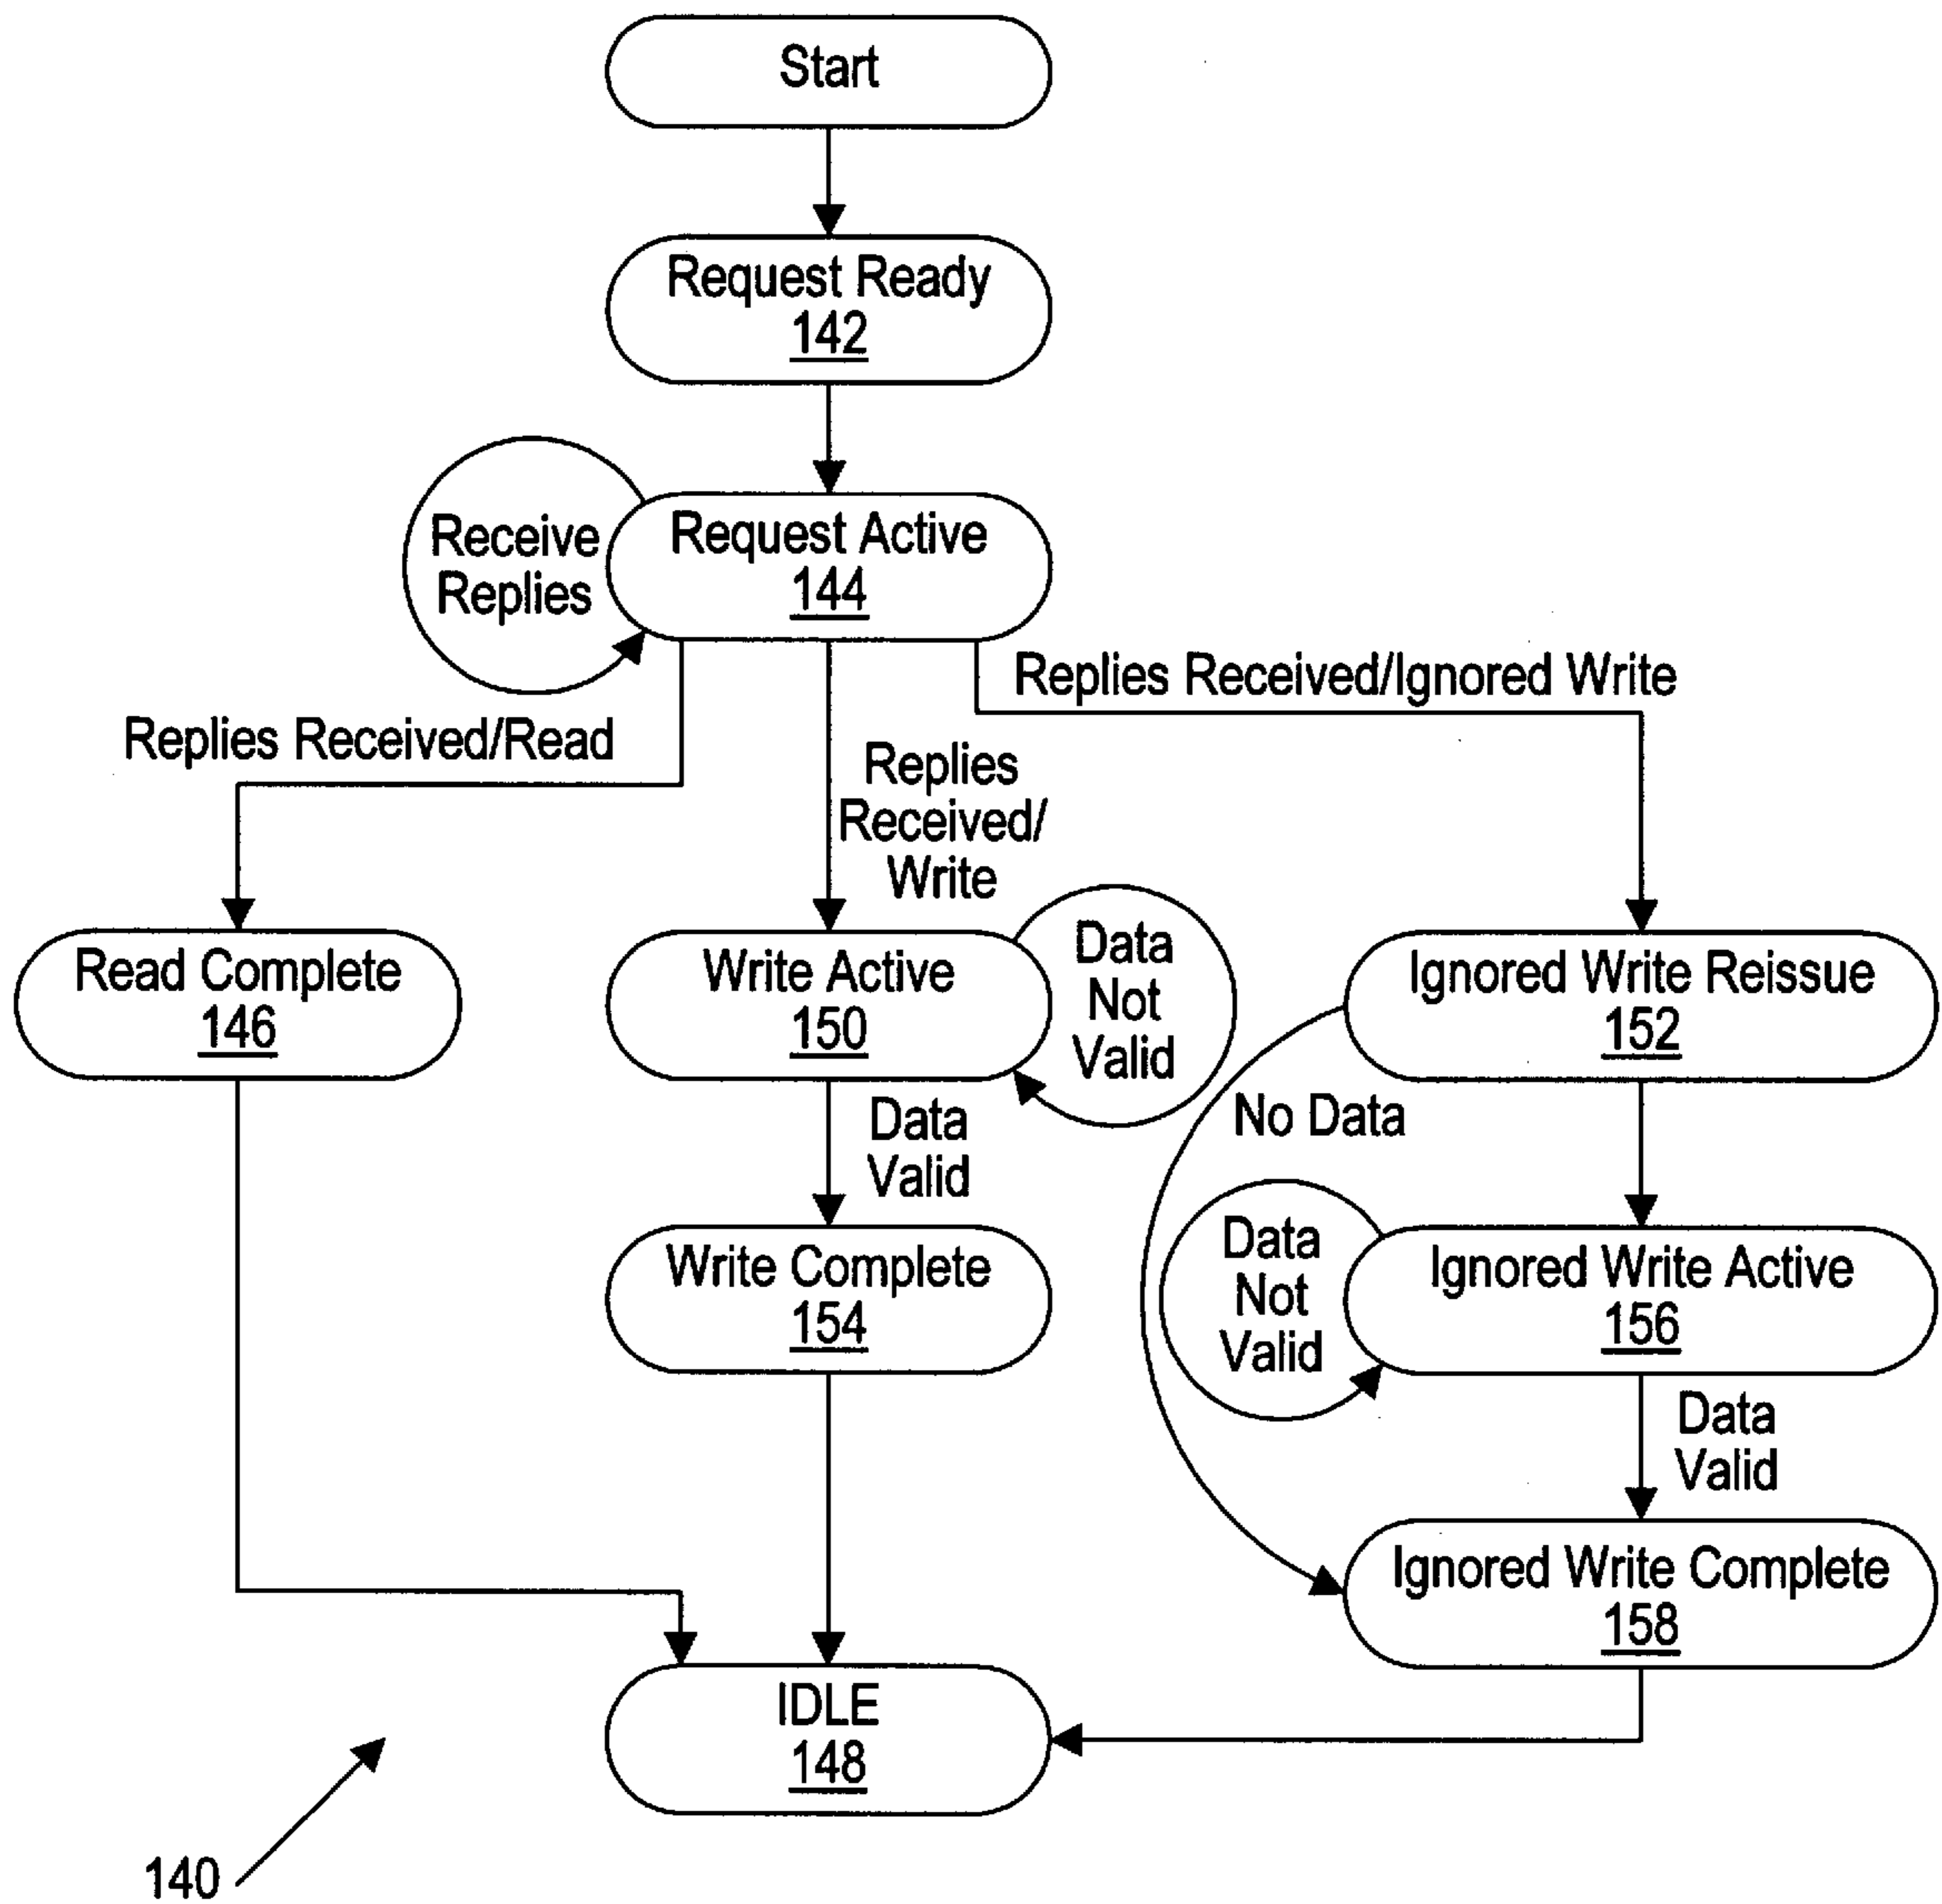 Start
Request Ready
142
Receive
Replies
Request Active
144
Replies Received/Ignored Write
Replies Received/Read
Replies
Received/
Write
Read Complete
146
Write Active
150
Data
Not
Valid
Ignored Write Reissue
152
Data
Valid
No Data
Write Complete
154
Data
Not
Valid
Ignored Write Active
156
Data
Valid
Ignored Write Complete
158
IDLE
148
140